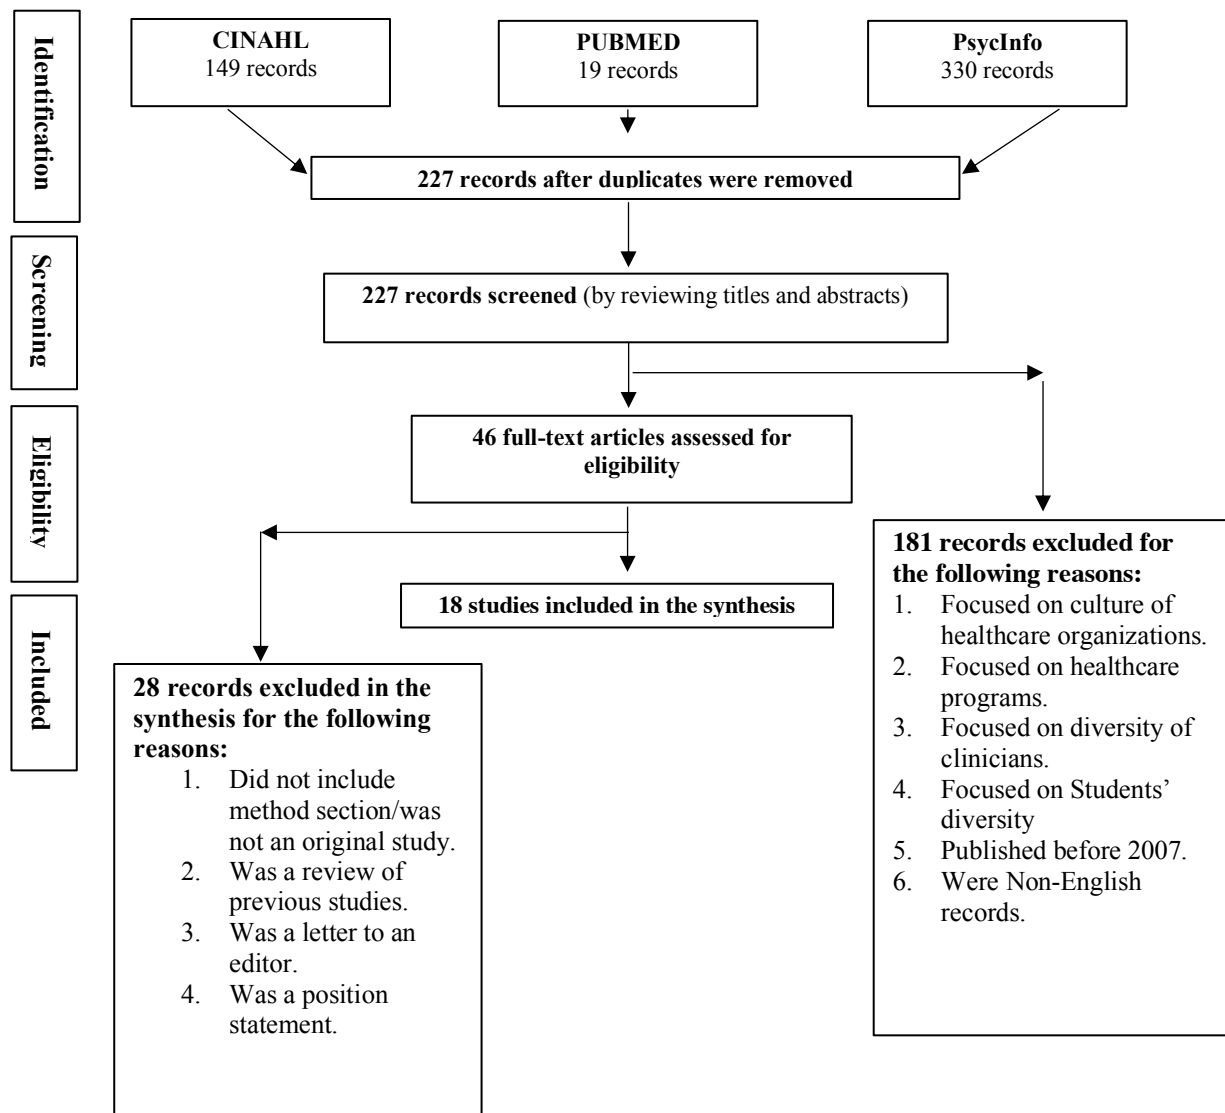 Identification
CINAHL
149 records
PUBMED
19 records
PsycInfo
330 records
227 records after duplicates were removed
Screening
227 records screened (by reviewing titles and abstracts)
Eligibility
46 full-text articles assessed for
eligibility
181 records excluded for
the following reasons:
1. Focused on culture of
healthcare organizations.
2. Focused on healthcare
programs.
3. Focused on diversity of
clinicians.
4. Focused on Students’
diversity
5. Published before 2007.
6. Were Non-English
records.
Included
18 studies included in the synthesis
28 records excluded in the
synthesis for the following
reasons:
1. Did not include
method section/was
not an original study.
2. Was a review of
previous studies.
3. Was a letter to an
editor.
4. Was a position
statement.